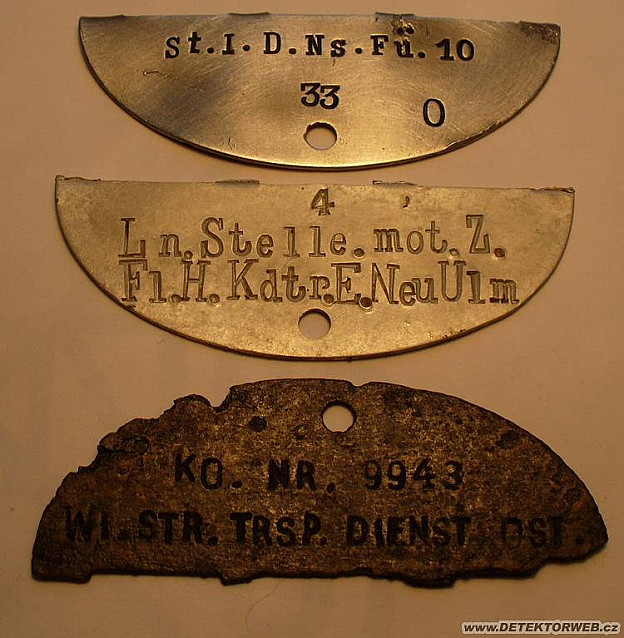 St.I.D.Ns.Fü.10
33 O
4
Ln.Stelle.mot.Z.
Fl.H.Kdtr.E.NeuUlm
KO. NR. 9943
WI.STR.TRSP.DIENST OST.
www.DETEKTORWEB.cz